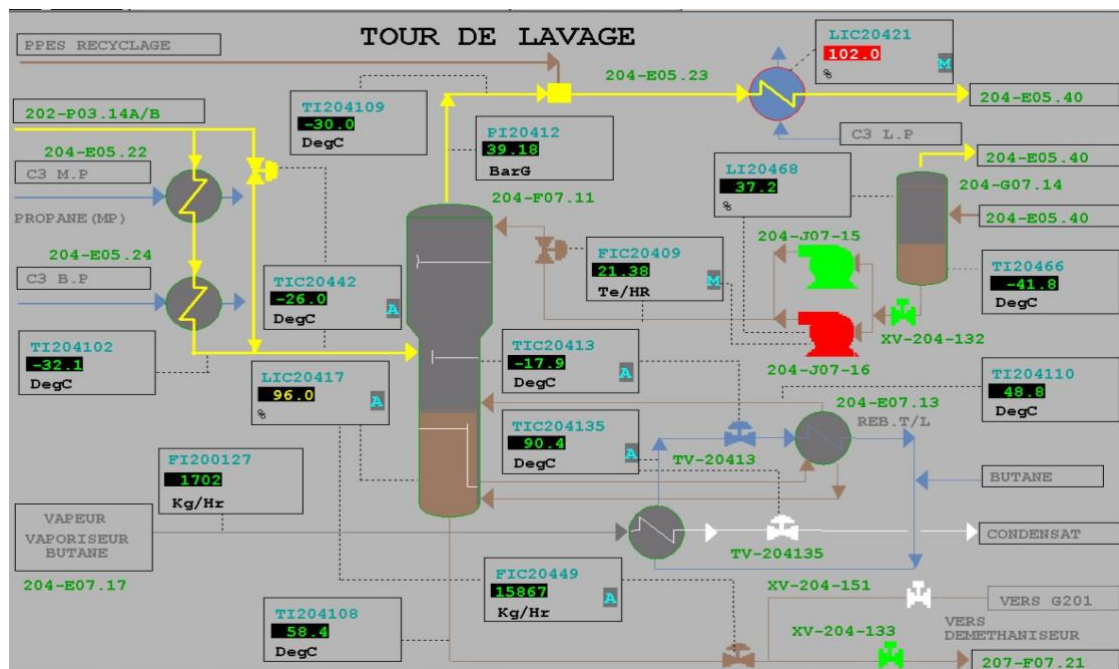 TOUR DE LAVAGE
PPES RECYCLAGE
LIC20421
102.0
%
M
204-E05.23
204-E05.40
TI204109
-30.0
DegC
202-P03.14A/B
PI20412
39.18
BarG
C3 L.P
204-E05.22
C3 M.P
204-E05.40
LI20468
37.2
%
204-F07.11
204-G07.14
204-E05.40
PROPANE(MP)
204-J07-15
204-E05.24
C3 B.P
FIC20409
21.38
Te/HR
M
TIC20442
-26.0
DegC
A
TI20466
-41.8
DegC
XV-204-132
TI204102
-32.1
DegC
TIC20413
-17.9
DegC
A
204-J07-16
LIC20417
96.0
%
A
TI204110
48.8
DegC
204-E07.13
REB.T/L
TIC204135
90.4
DegC
A
TV-20413
FI200127
1702
Kg/Hr
BUTANE
VAPEUR
VAPORISEUR
BUTANE
CONDENSAT
TV-204135
204-E07.17
FIC20449
15867
Kg/Hr
A
XV-204-151
VERS G201
TI204108
58.4
DegC
XV-204-133
VERS
DEMETHANISEUR
207-F07.21